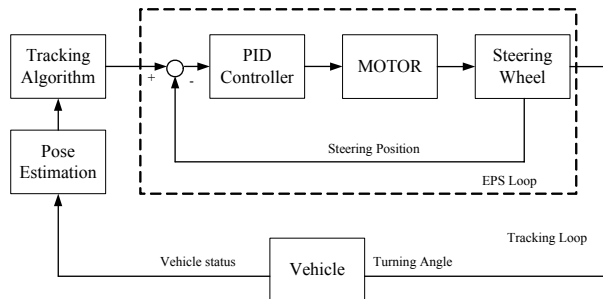 Tracking
Algorithm
+
-
PID
Controller
MOTOR
Steering
Wheel
Steering Position
EPS Loop
Pose
Estimation
Tracking Loop
Vehicle status
Vehicle
Turning Angle